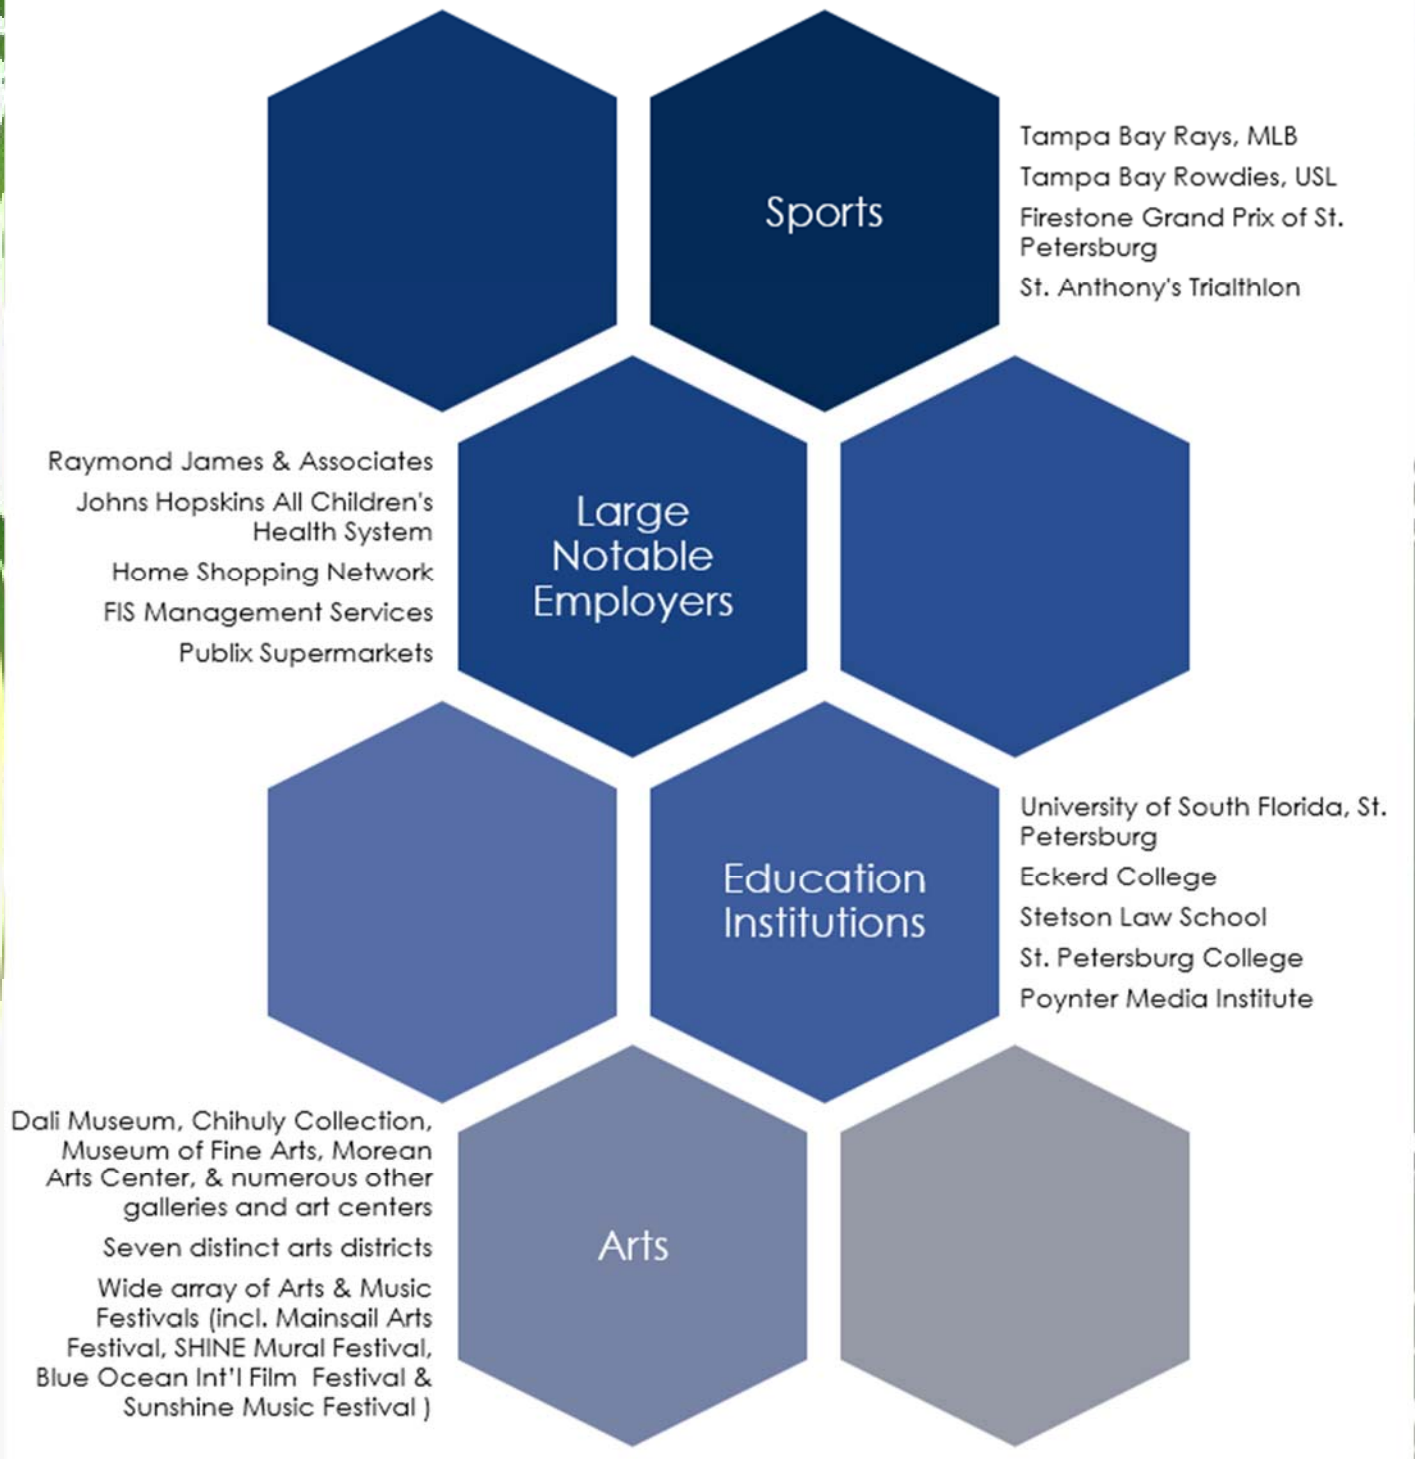 Sports
Tampa Bay Rays, MLB
Tampa Bay Rowdies, USL
Firestone Grand Prix of St.
Petersburg
St. Anthony's Trialthlon
Raymond James & Associates
Johns Hopskins All Children's
Health System
Home Shopping Network
FIS Management Services
Publix Supermarkets
Large
Notable
Employers
Education
Institutions
University of South Florida, St.
Petersburg
Eckerd College
Stetson Law School
St. Petersburg College
Poynter Media Institute
Dali Museum, Chihuly Collection,
Museum of Fine Arts, Morean
Arts Center, & numerous other
galleries and art centers
Seven distinct arts districts
Wide array of Arts & Music
Festivals (incl. Mainsail Arts
Festival, SHINE Mural Festival,
Blue Ocean Int'l Film  Festival &
Sunshine Music Festival )
Arts